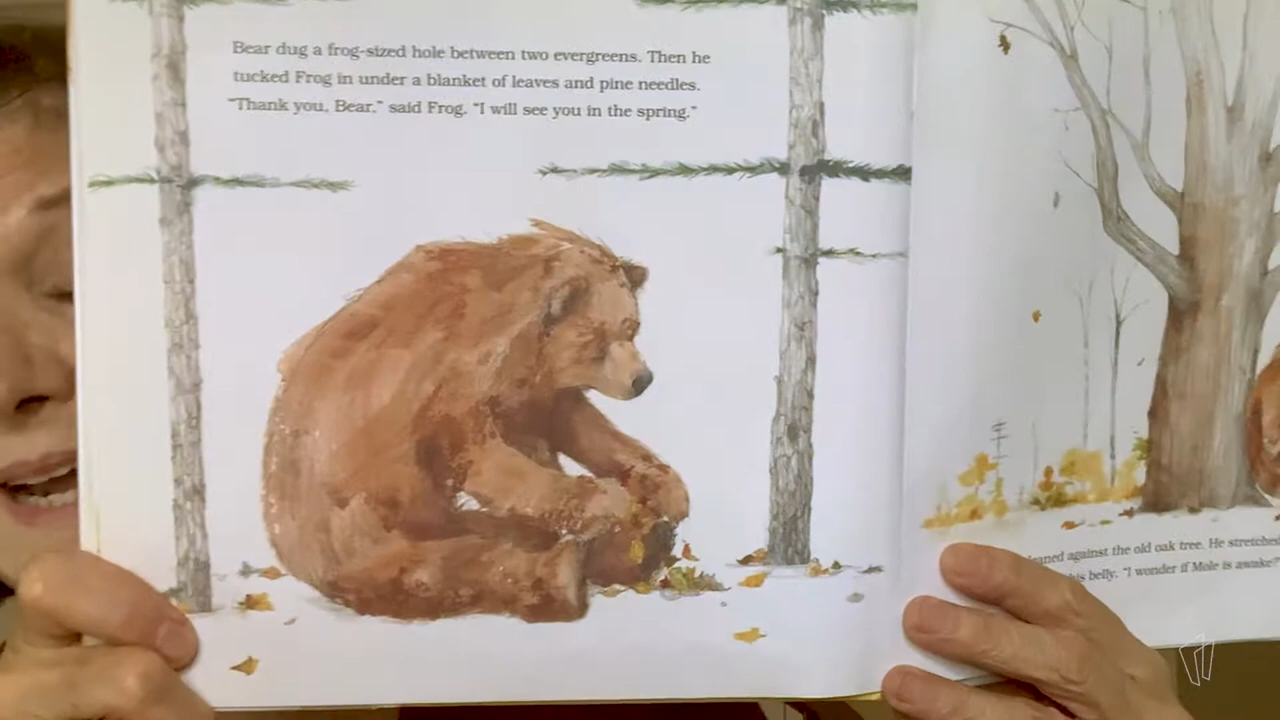 Bear dug a frog-sized hole between two evergreens. Then he
tucked Frog in under a blanket of leaves and pine needles.
"Thank you, Bear," said Frog. "I will see you in the spring."
against the old oak tree. He stretched
his belly. "I wonder if Mole is awake?"